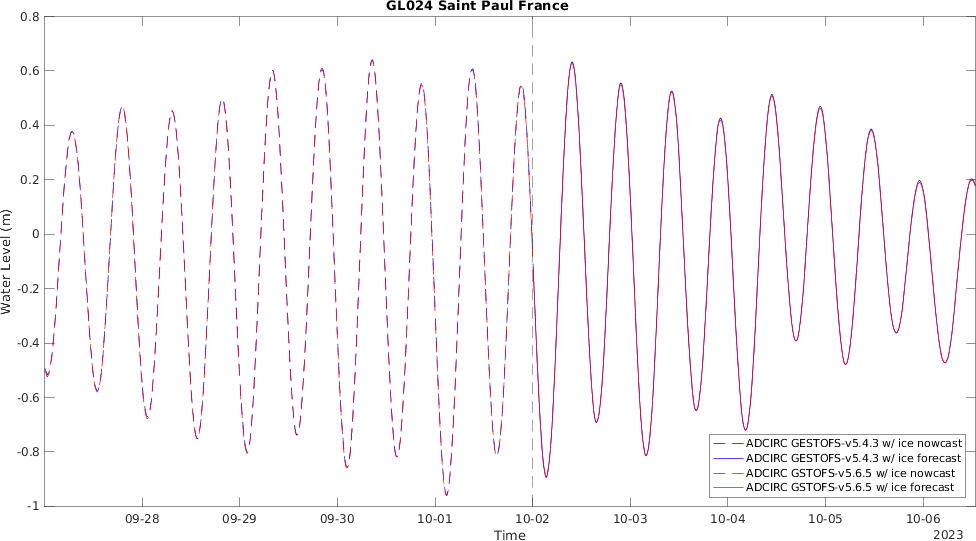 GL024 Saint Paul France
0.8
0.6
0.4
0.2
0
-0.2
-0.4
-0.6
-0.8
-1
Water Level (m)
ADCIRC GESTOFS-v5.4.3 w/ ice nowcast
ADCIRC GESTOFS-v5.4.3 w/ ice forecast
ADCIRC GSTOFS-v5.6.5 w/ ice nowcast
ADCIRC GSTOFS-v5.6.5 w/ ice forecast
09-28 09-29 09-30 10-01 10-02 10-03 10-04 10-05 10-06
Time
2023